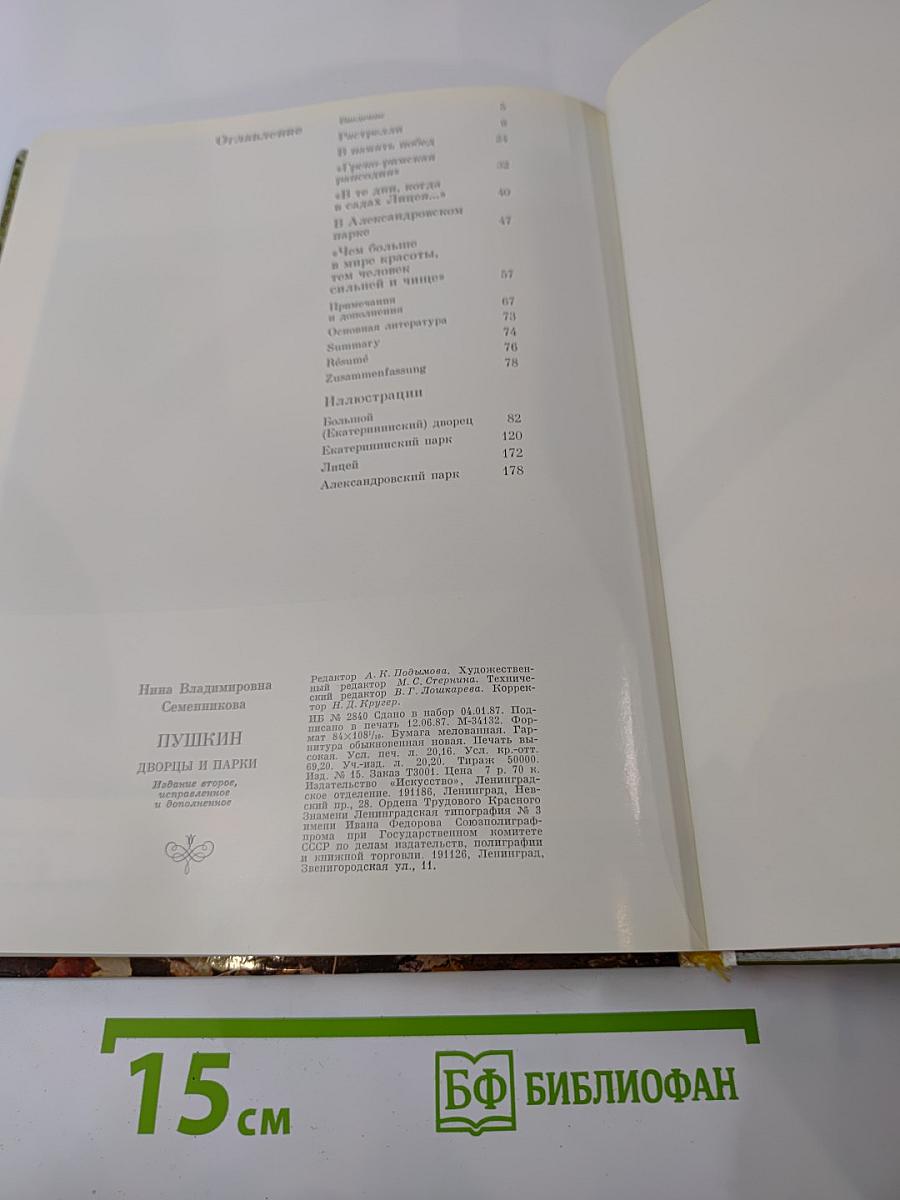 Оглавление
Введение 5
Растрелли 9
В память побед 24
«Греко-римская
рапсодия» 32
«В те дни, когда
в садах Лицея...» 40
В Александровском
парке 47
«Чем больше
в мире красоты,
тем человек
сильней и чище» 57
Примечания
и дополнения 67
Основная литература 73
Summary 74
Résumé 76
Zusammenfassung 78
Иллюстрации
Большой
(Екатерининский) дворец 82
Екатерининский парк 120
Лицей 172
Александровский парк 178
Нина Владимировна
Семенникова
ПУШКИН
ДВОРЦЫ И ПАРКИ
Издание второе,
исправленное
и дополненное
Редактор А. К. Подымова. Художествен-
ный редактор М. С. Стернина. Техниче-
ский редактор В. Г. Лошкарева. Коррек-
тор Н. Д. Кругер.
ИБ № 2840 Сдано в набор 04.01.87. Под-
писано в печать 12.06.87. М-34132. Фор-
мат 84×108¹/₁₆. Бумага мелованная. Гар-
нитура обыкновенная новая. Печать вы-
сокая. Усл. печ. л. 20,16. Усл. кр.-отт.
69,20. Уч.-изд. л. 20,20. Тираж 50000.
Изд. № 15. Заказ Т3001. Цена 7 р. 70 к.
Издательство «Искусство», Ленинград-
ское отделение. 191186, Ленинград, Нев-
ский пр., 28. Ордена Трудового Красного
Знамени Ленинградская типография № 3
имени Ивана Федорова Союзполиграф-
прома при Государственном комитете
СССР по делам издательств, полиграфии
и книжной торговли. 191126, Ленинград,
Звенигородская ул., 11.
15 см
БФ БИБЛИОФАН